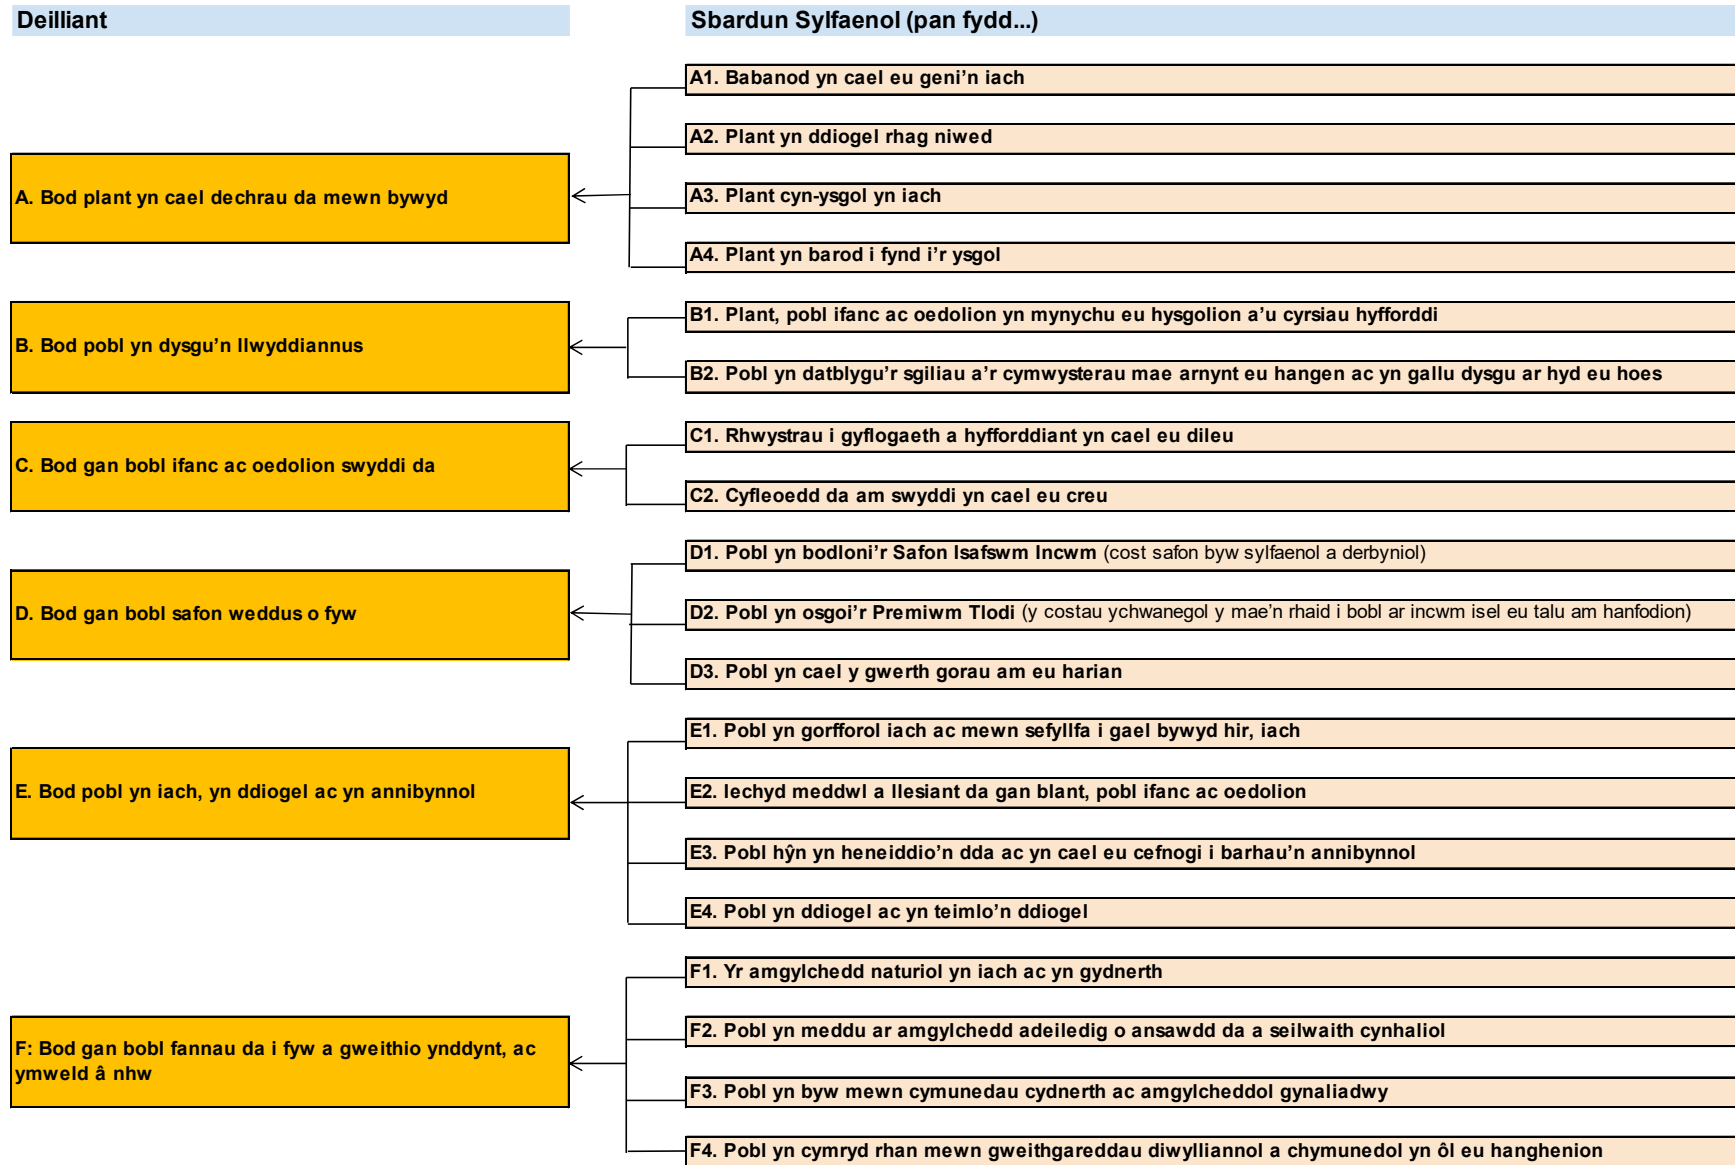 Deilliant
Sbardun Sylfaenol (pan fydd...)
A. Bod plant yn cael dechrau da mewn bywyd
A1. Babanod yn cael eu geni’n iach
A2. Plant yn ddiogel rhag niwed
A3. Plant cyn-ysgol yn iach
A4. Plant yn barod i fynd i’r ysgol
B. Bod pobl yn dysgu’n llwyddiannus
B1. Plant, pobl ifanc ac oedolion yn mynychu eu hysgolion a’u cyrsiau hyfforddi
B2. Pobl yn datblygu’r sgiliau a’r cymwysterau mae arnynt eu hangen ac yn gallu dysgu ar hyd eu hoes
C. Bod gan bobl ifanc ac oedolion swyddi da
C1. Rhwystrau i gyflogaeth a hyfforddiant yn cael eu dileu
C2. Cyfleoedd da am swyddi yn cael eu creu
D. Bod gan bobl safon weddus o fyw
D1. Pobl yn bodloni’r Safon Isafswm Incwm (cost safon byw sylfaenol a derbyniol)
D2. Pobl yn osgoi’r Premiwm Tlodi (y costau ychwanegol y mae’n rhaid i bobl ar incwm isel eu talu am hanfodion)
D3. Pobl yn cael y gwerth gorau am eu harian
E. Bod pobl yn iach, yn ddiogel ac yn annibynnol
E1. Pobl yn gorfforol iach ac mewn sefyllfa i gael bywyd hir, iach
E2. Iechyd meddwl a llesiant da gan blant, pobl ifanc ac oedolion
E3. Pobl hŷn yn heneiddio’n dda ac yn cael eu cefnogi i barhau’n annibynnol
E4. Pobl yn ddiogel ac yn teimlo’n ddiogel
F: Bod gan bobl fannau da i fyw a gweithio ynddynt, ac
ymweld â nhw
F1. Yr amgylchedd naturiol yn iach ac yn gydnerth
F2. Pobl yn meddu ar amgylchedd adeiledig o ansawdd da a seilwaith cynhaliol
F3. Pobl yn byw mewn cymunedau cydnerth ac amgylcheddol gynaliadwy
F4. Pobl yn cymryd rhan mewn gweithgareddau diwylliannol a chymunedol yn ôl eu hanghenion